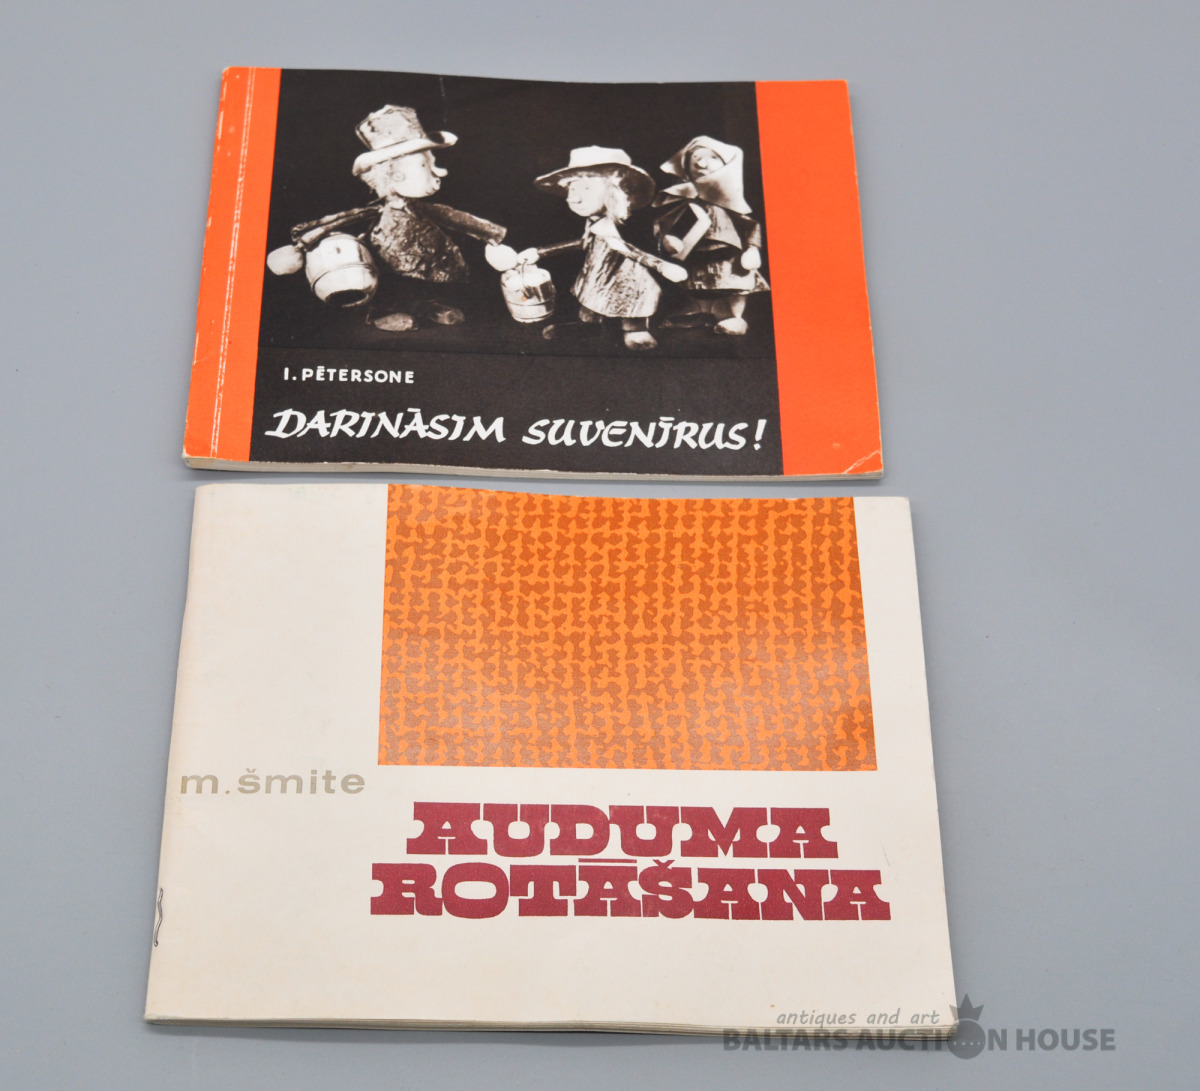 I. PĒTERSONE
DARINĀSIM SUVENĪRUS!
m. šmite
AUDUMA
ROTĀŠANA
antiques and art
BALTARS AUCTION HOUSE